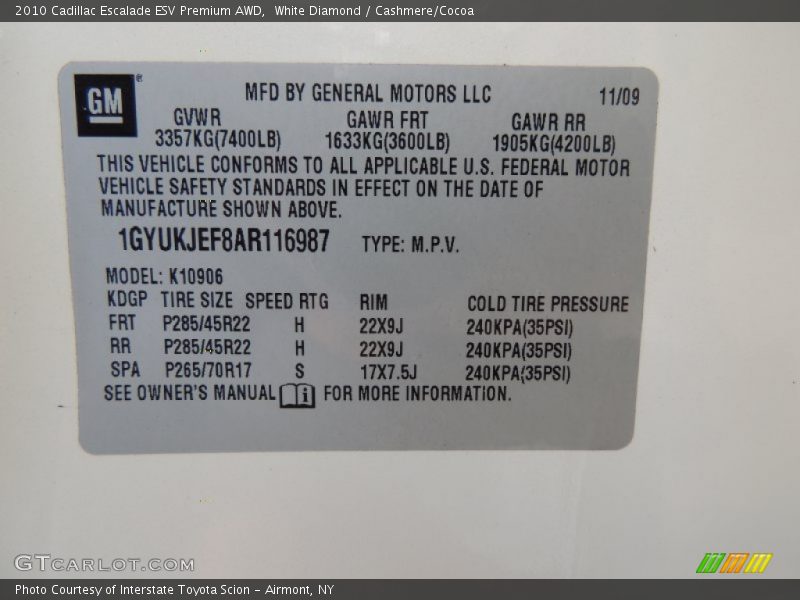 2010 Cadillac Escalade ESV Premium AWD,  White Diamond / Cashmere/Cocoa
GM ®
MFD BY GENERAL MOTORS LLC 11/09
GVWR GAWR FRT GAWR RR
3357KG(7400LB) 1633KG(3600LB) 1905KG(4200LB)
THIS VEHICLE CONFORMS TO ALL APPLICABLE U.S. FEDERAL MOTOR
VEHICLE SAFETY STANDARDS IN EFFECT ON THE DATE OF
MANUFACTURE SHOWN ABOVE.
1GYUKJEF8AR116987 TYPE: M.P.V.
MODEL: K10906
KDGP TIRE SIZE SPEED RTG RIM COLD TIRE PRESSURE
FRT P285/45R22 H 22X9J 240KPA(35PSI)
RR P285/45R22 H 22X9J 240KPA(35PSI)
SPA P265/70R17 S 17X7.5J 240KPA(35PSI)
SEE OWNER'S MANUAL i FOR MORE INFORMATION.
GTCARLOT.COM
Photo Courtesy of Interstate Toyota Scion - Airmont, NY